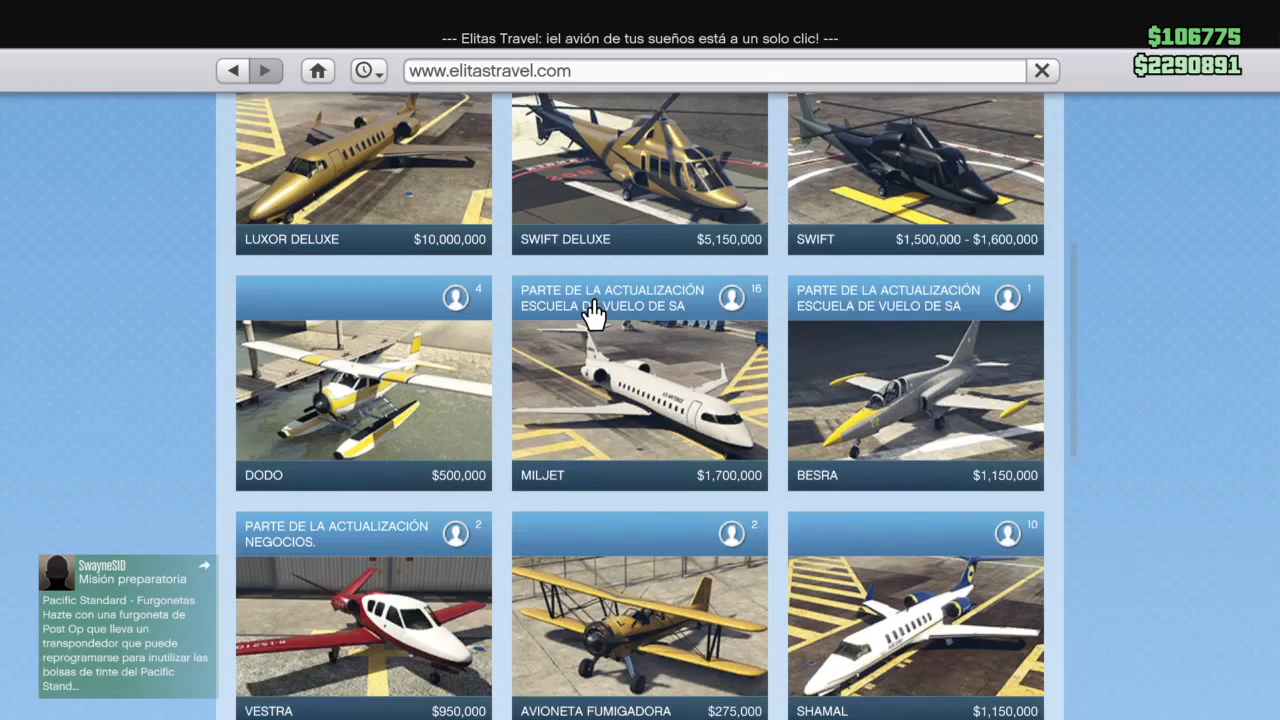 --- Elitas Travel: ¡el avión de tus sueños está a un solo clic! ---
$106775
$2290891
www.elitastravel.com
LUXOR DELUXE $10,000,000
SWIFT DELUXE $5,150,000
SWIFT $1,500,000 - $1,600,000
4
PARTE DE LA ACTUALIZACIÓN
ESCUELA DE VUELO DE SA
16
PARTE DE LA ACTUALIZACIÓN
ESCUELA DE VUELO DE SA
1
DODO $500,000
MILJET $1,700,000
BESRA $1,150,000
PARTE DE LA ACTUALIZACIÓN
NEGOCIOS.
2
2
10
SwayneSID
Misión preparatoria
Pacific Standard - Furgonetas
Hazte con una furgoneta de
Post Op que lleva un
transpondedor que puede
reprogramarse para inutilizar las
bolsas de tinte del Pacific
Stand...
VESTRA $950,000
AVIONETA FUMIGADORA $275,000
SHAMAL $1,150,000